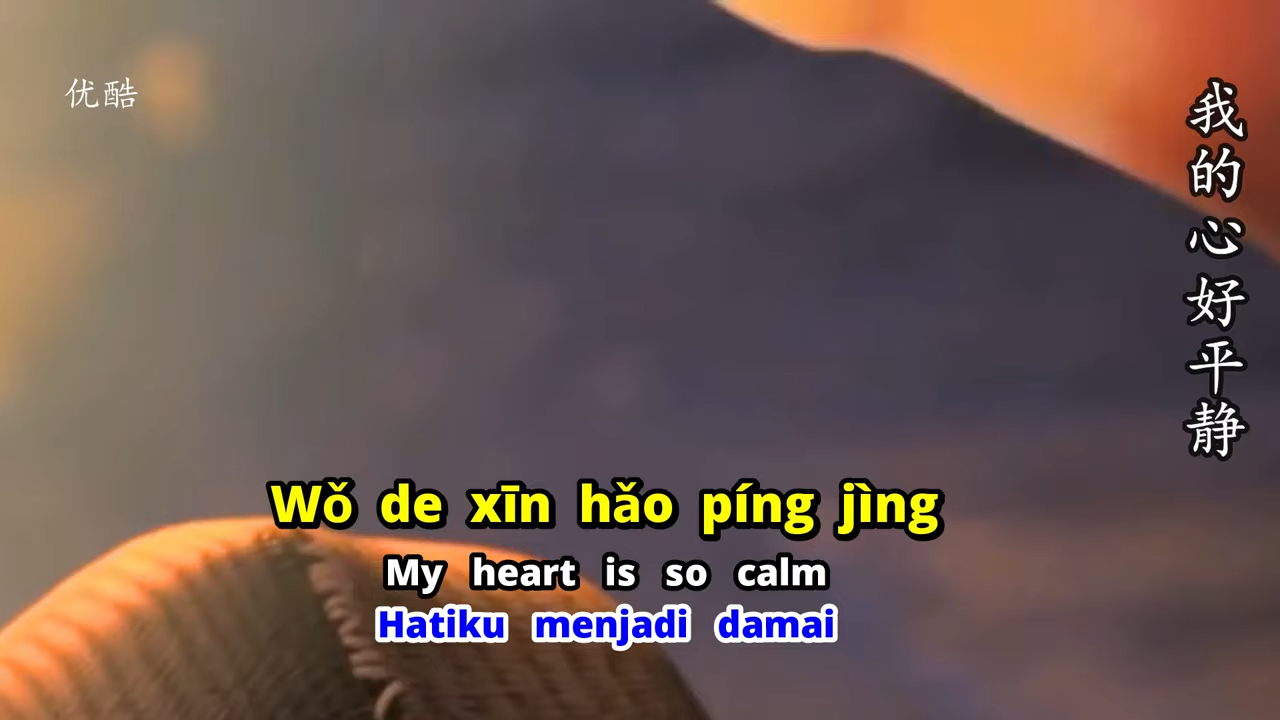 优酷
我的心好平静
Wǒ de xīn hǎo píng jìng
My heart is so calm
Hatiku menjadi damai